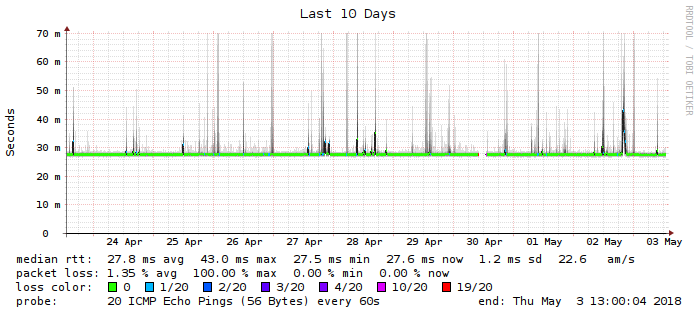 Last 10 Days
RRDTOOL / TOBI OETIKER
Seconds
70 m
60 m
50 m
40 m
30 m
20 m
10 m
0
24 Apr 25 Apr 26 Apr 27 Apr 28 Apr 29 Apr 30 Apr 01 May 02 May 03 May
median rtt: 27.8 ms avg 43.0 ms max 27.5 ms min 27.6 ms now 1.2 ms sd 22.6 am/s
packet loss: 1.35 % avg 100.00 % max 0.00 % min 0.00 % now
loss color: 0 1/20 2/20 3/20 4/20 10/20 19/20
probe: 20 ICMP Echo Pings (56 Bytes) every 60s end: Thu May 3 13:00:04 2018